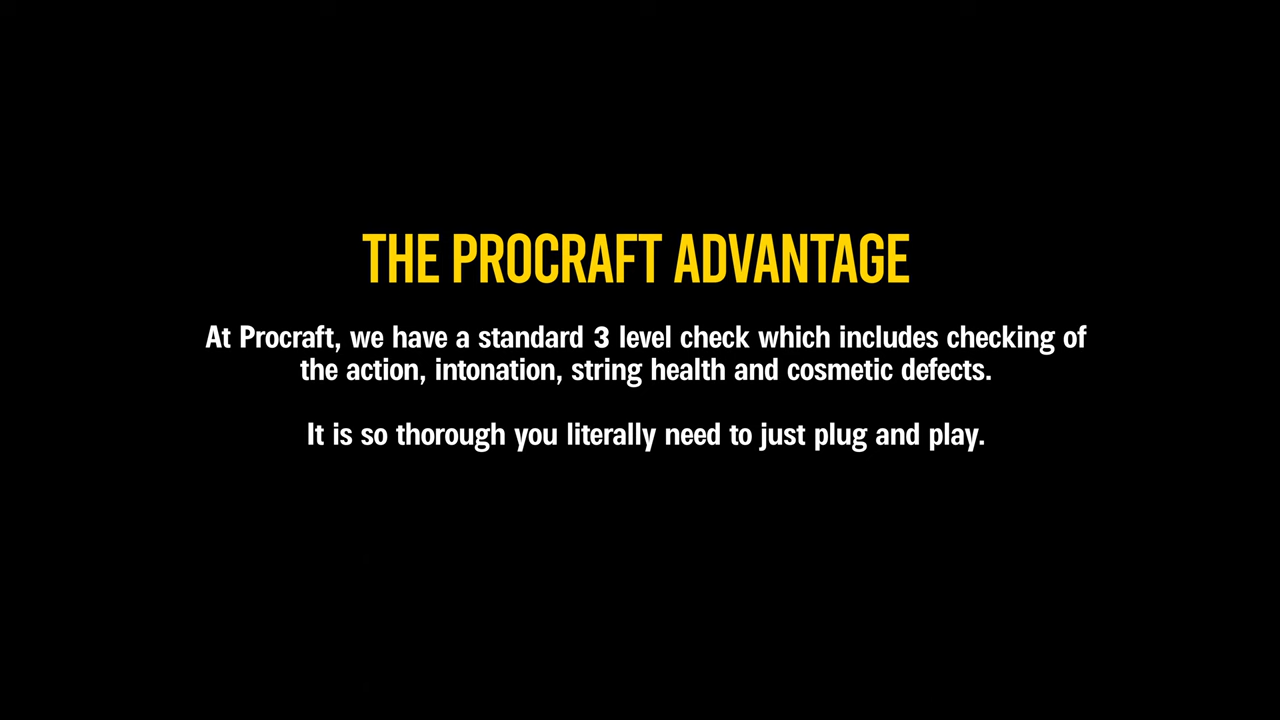 THE PROCRAFT ADVANTAGE
At Procraft, we have a standard 3 level check which includes checking of
the action, intonation, string health and cosmetic defects.
It is so thorough you literally need to just plug and play.